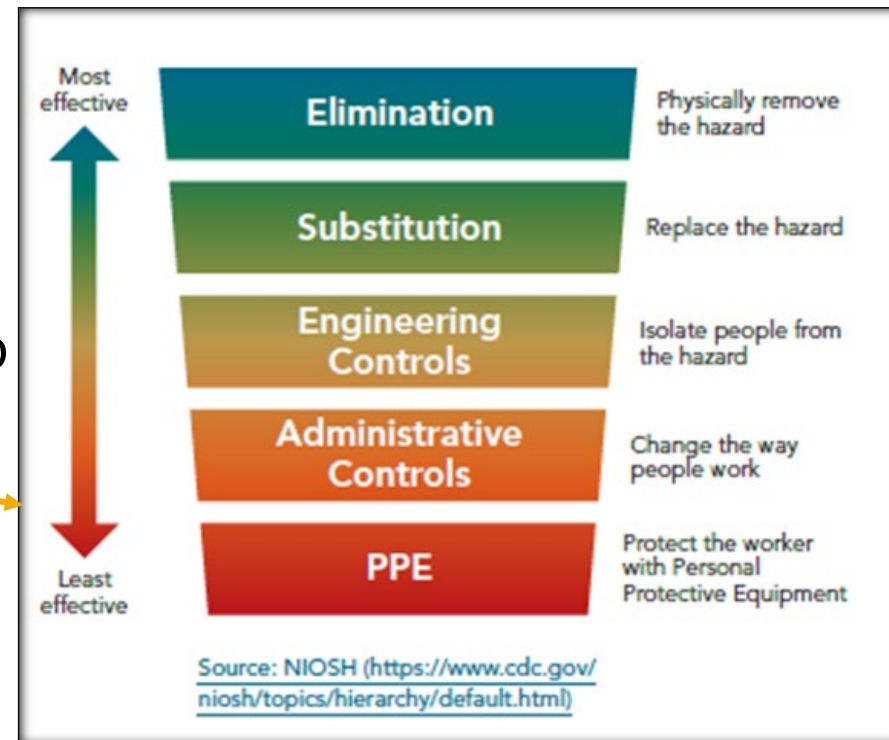 Most
effective
Elimination
Physically remove
the hazard
Substitution
Replace the hazard
Engineering
Controls
Isolate people from
the hazard
Administrative
Controls
Change the way
people work
PPE
Protect the worker
with Personal
Protective Equipment
Least
effective
Source: NIOSH (https://www.cdc.gov/
niosh/topics/hierarchy/default.html)